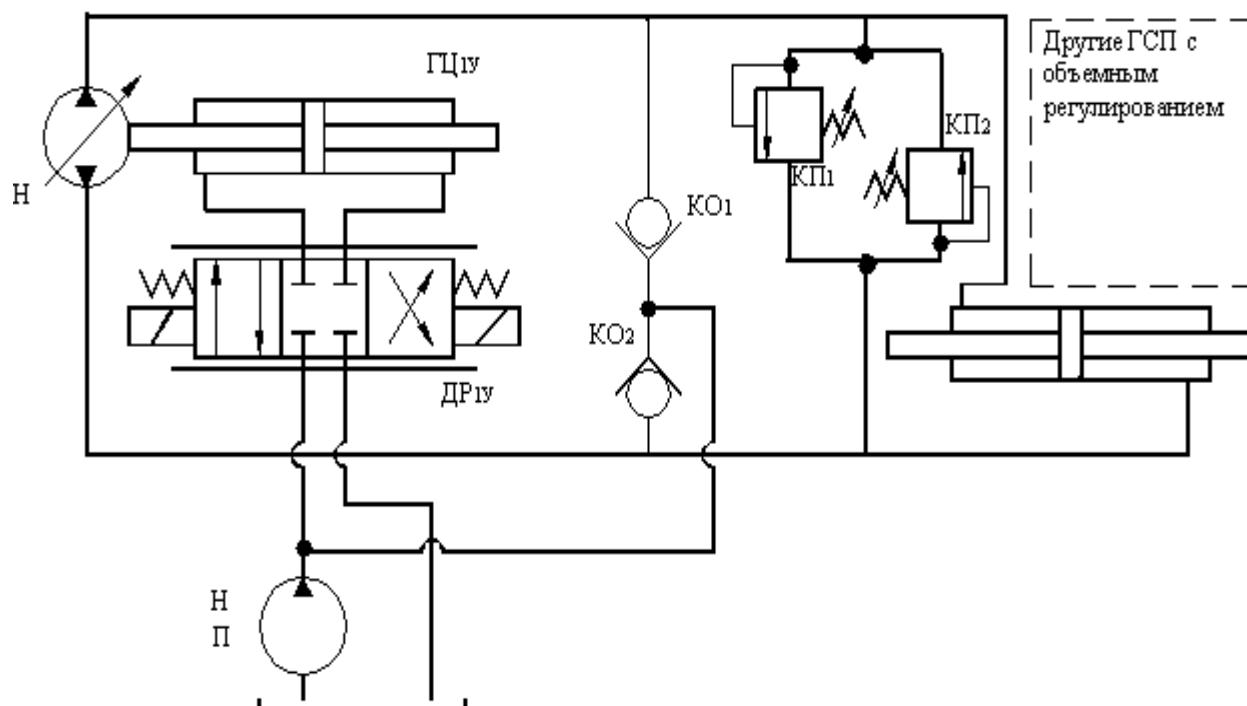 ГЦ1У
Другие ГСП с
объемным
регулированием
КП2
КП1
Н
КО1
КО2
ДР1У
Н
П